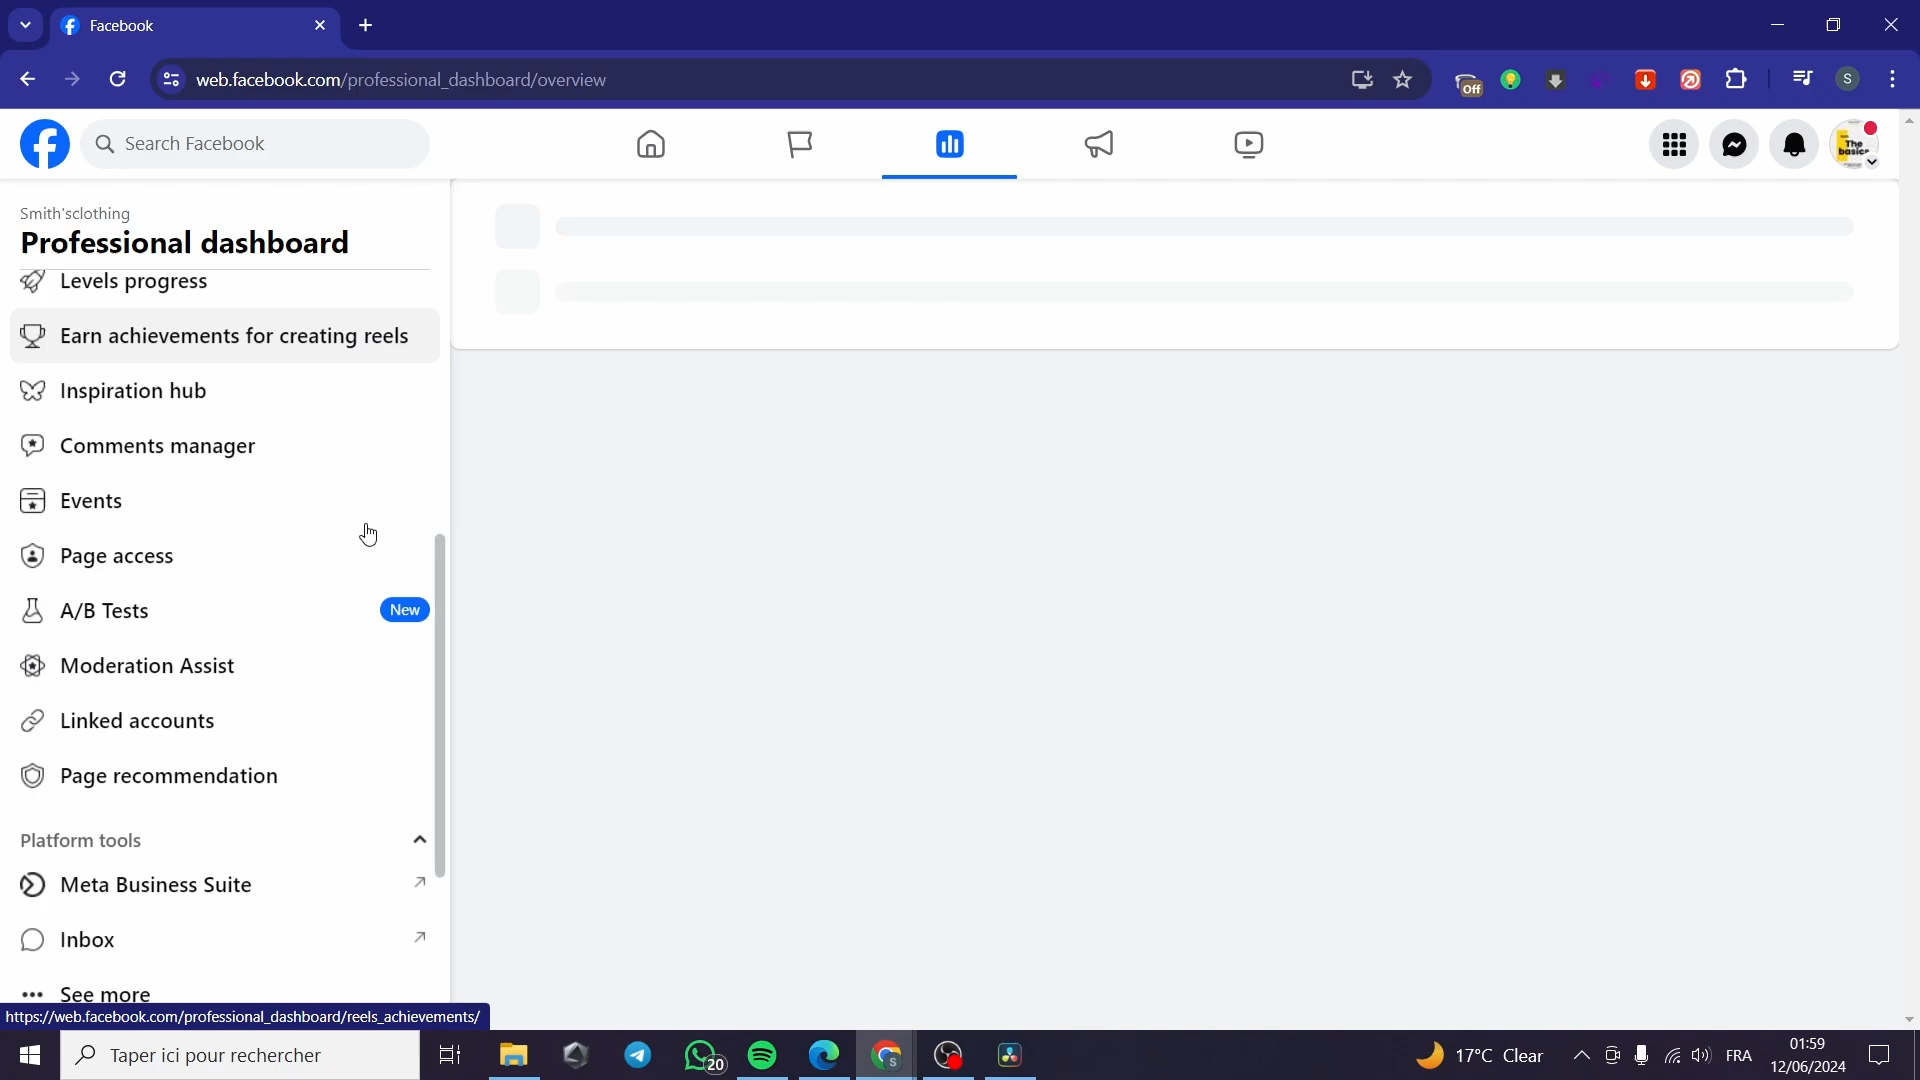 Facebook
web.facebook.com/professional_dashboard/overview
Off
S
Search Facebook
The
basics
Smith'sclothing
Professional dashboard
Levels progress
Earn achievements for creating reels
Inspiration hub
Comments manager
Events
Page access
A/B Tests
New
Moderation Assist
Linked accounts
Page recommendation
Platform tools
Meta Business Suite
Inbox
See more
https://web.facebook.com/professional_dashboard/reels_achievements/
Taper ici pour rechercher
20
S
17°C Clear
FRA
01:59
12/06/2024